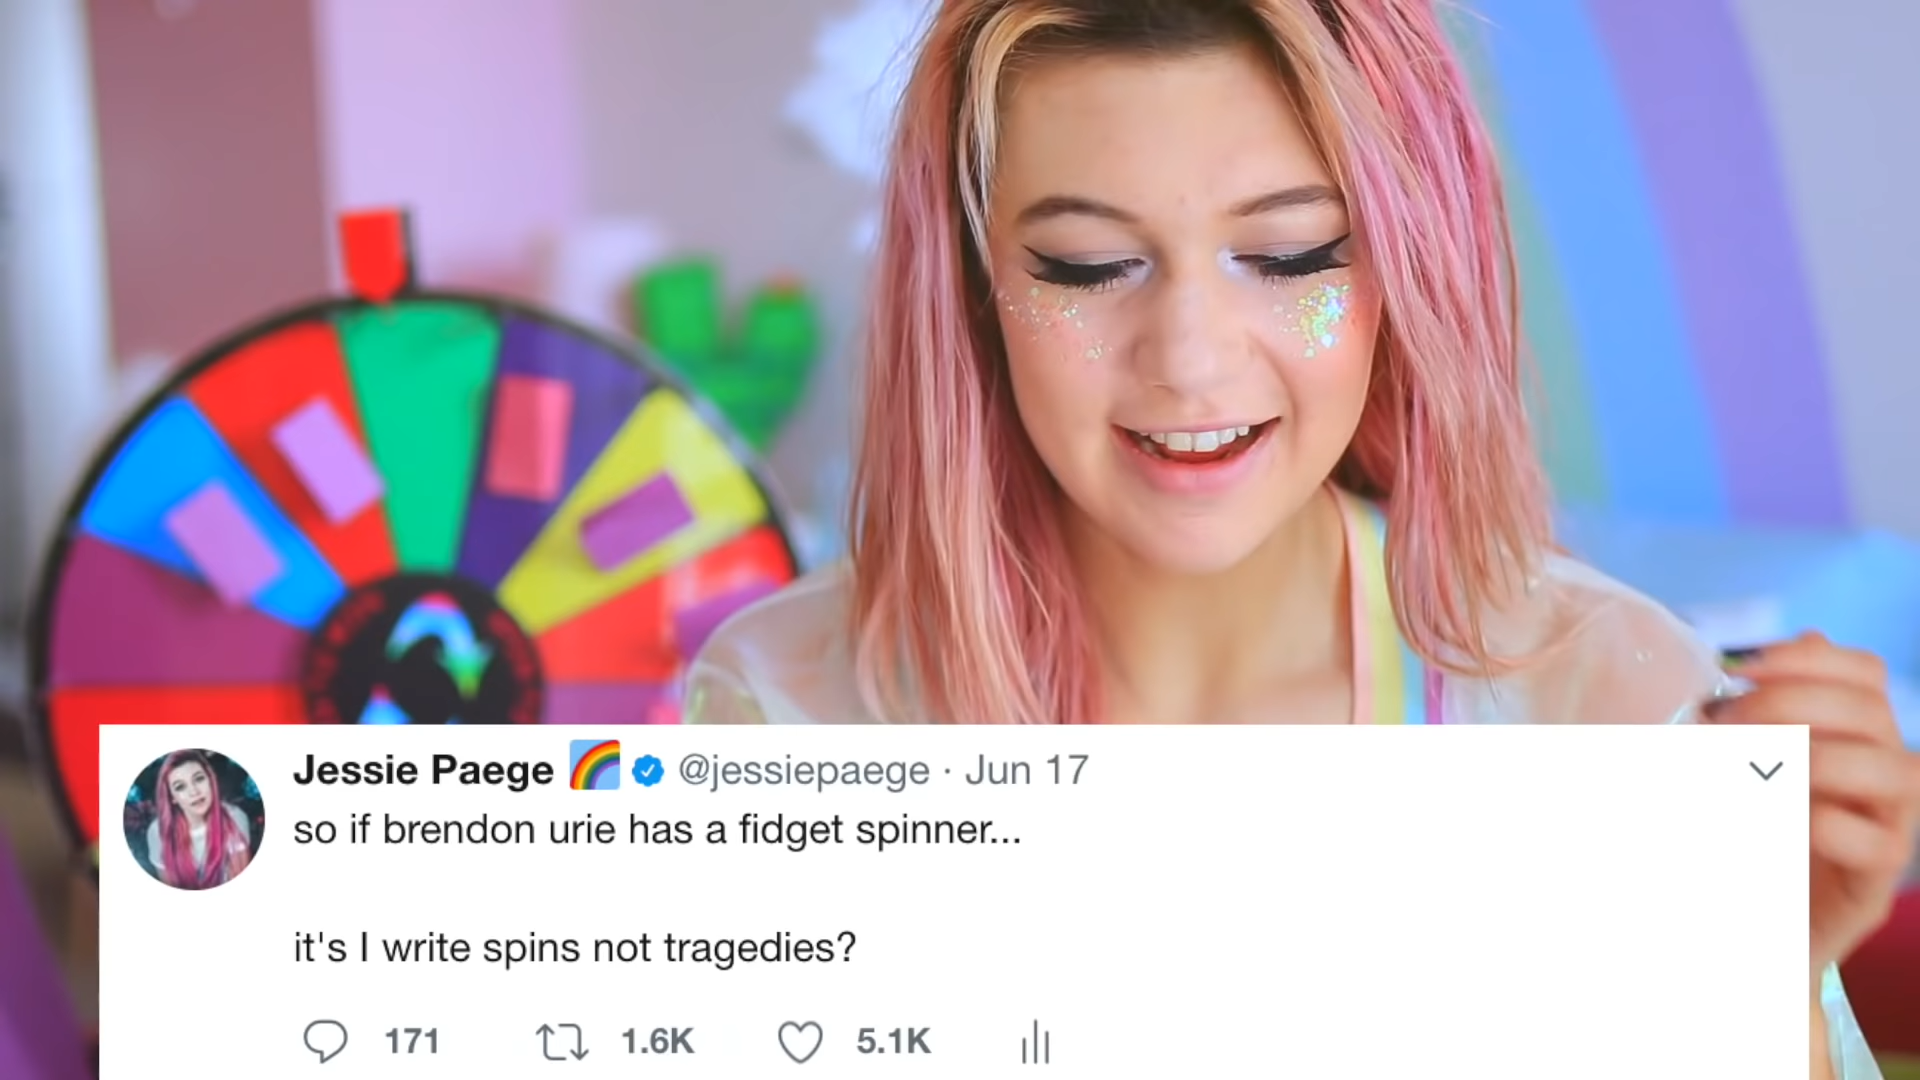 Jessie Paege 🌈 @jessiepaege · Jun 17
so if brendon urie has a fidget spinner...
it's I write spins not tragedies?
171 1.6K 5.1K